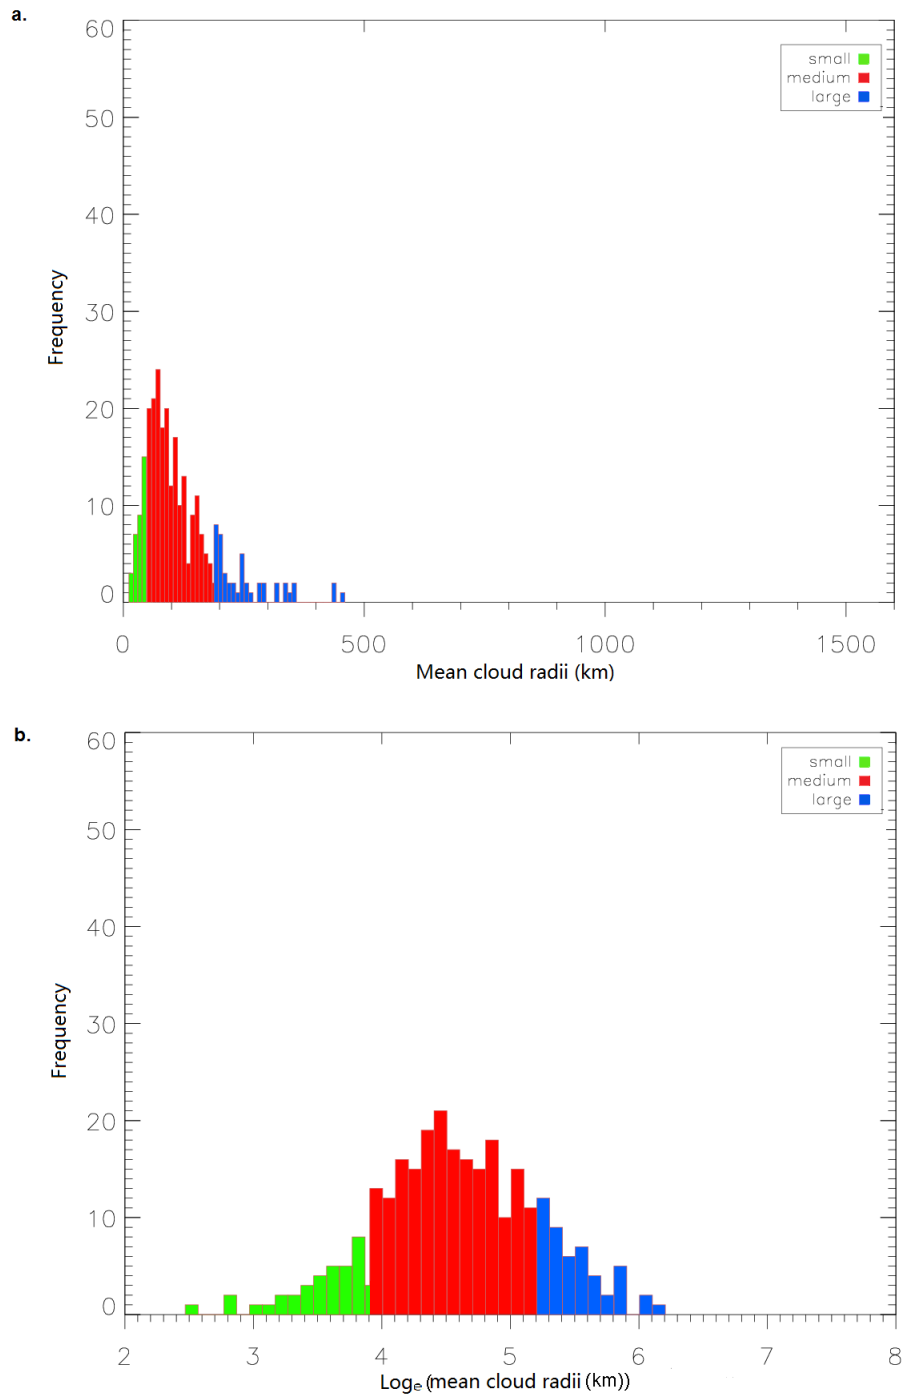 a.
60
50
40
30
20
10
0
small
medium
large
Frequency
0 500 1000 1500
Mean cloud radii (km)
b.
60
50
40
30
20
10
0
small
medium
large
Frequency
2 3 4 5 6 7 8
Logₑ (mean cloud radii (km))